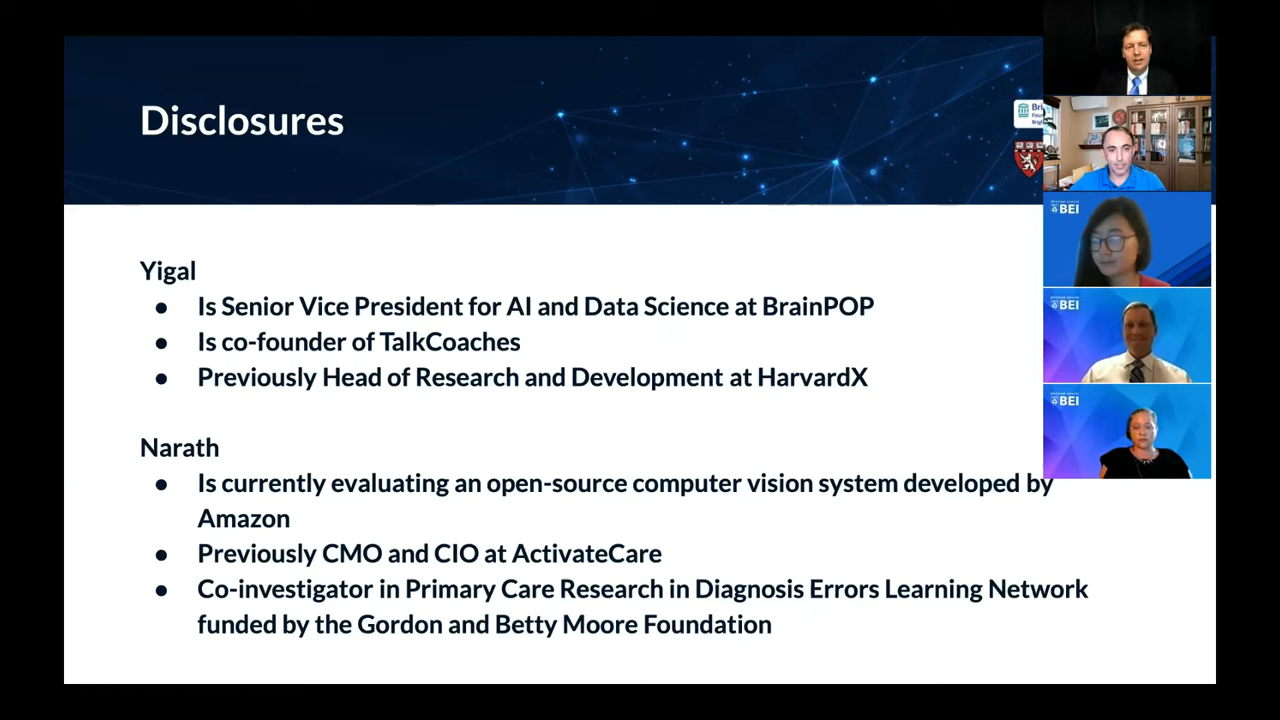 Disclosures
Yigal
● Is Senior Vice President for AI and Data Science at BrainPOP
● Is co-founder of TalkCoaches
● Previously Head of Research and Development at HarvardX
Narath
● Is currently evaluating an open-source computer vision system developed by
Amazon
● Previously CMO and CIO at ActivateCare
● Co-investigator in Primary Care Research in Diagnosis Errors Learning Network
funded by the Gordon and Betty Moore Foundation
BEI
BEI
BEI